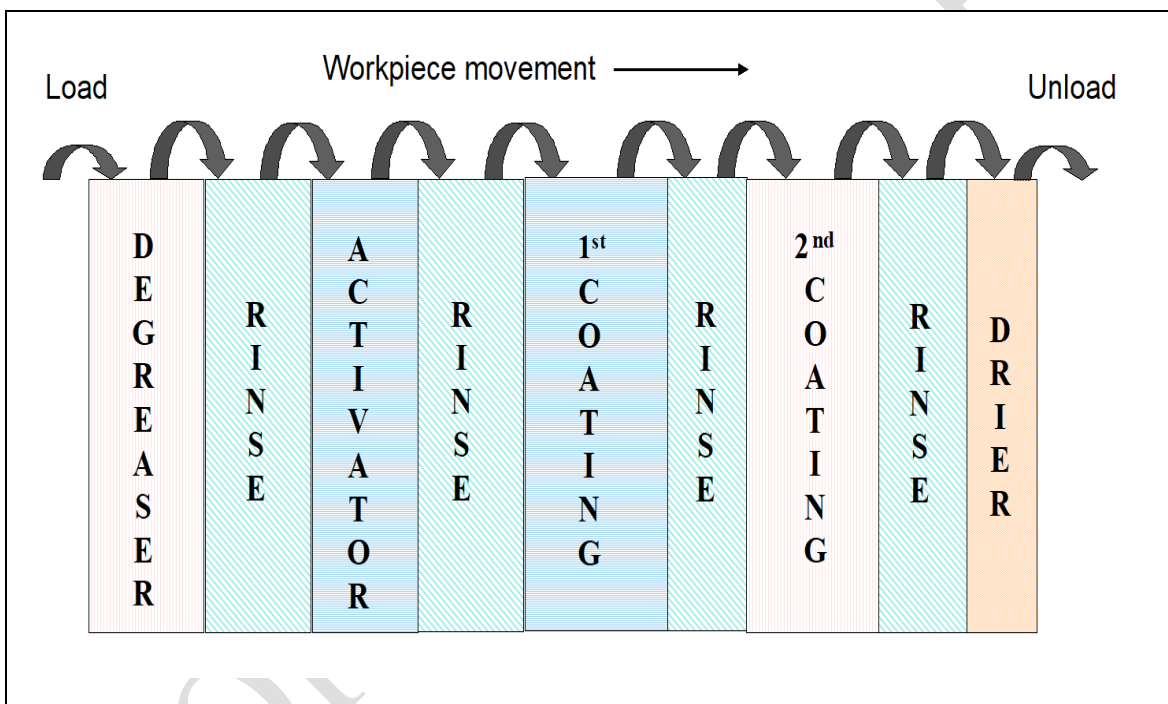 Workpiece movement
Load
Unload
DEGREASER
RINSE
ACTIVATOR
RINSE
1st COATING
RINSE
2nd COATING
RINSE
DRIER